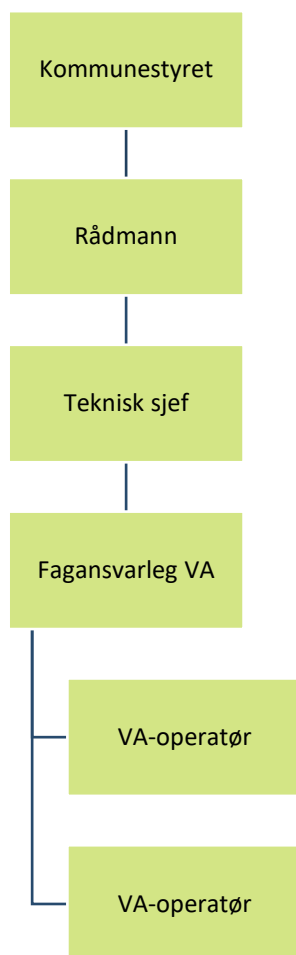 Kommunestyret
Rådmann
Teknisk sjef
Fagansvarleg VA
VA-operatør
VA-operatør